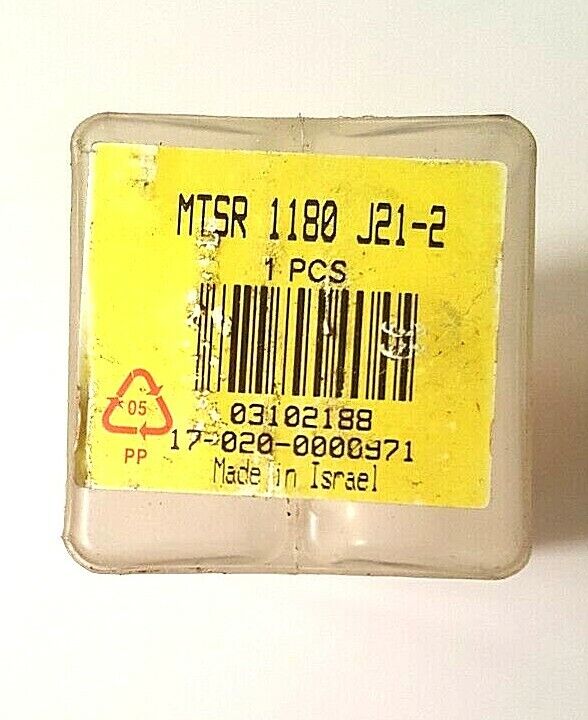 MTSR 1180 J21-2
1 PCS
03102188
05
17-020-0000971
PP
Made in Israel